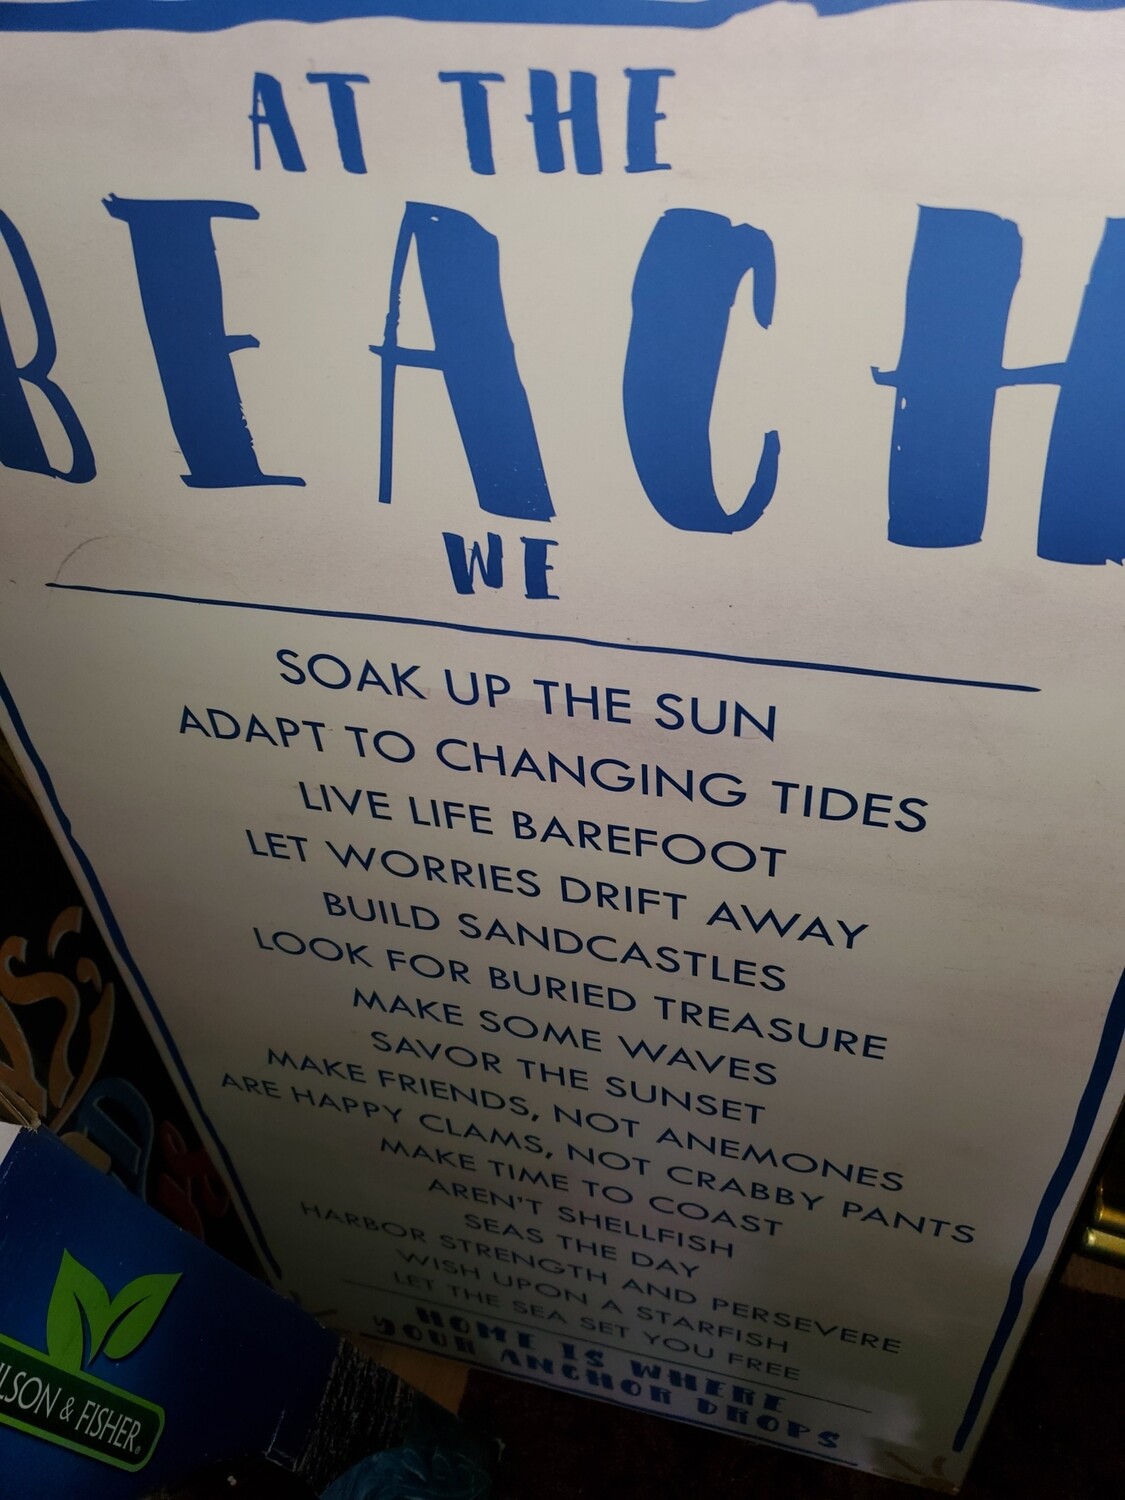 AT THE
BEACH
WE
SOAK UP THE SUN
ADAPT TO CHANGING TIDES
LIVE LIFE BAREFOOT
LET WORRIES DRIFT AWAY
BUILD SANDCASTLES
LOOK FOR BURIED TREASURE
MAKE SOME WAVES
SAVOR THE SUNSET
MAKE FRIENDS, NOT ANEMONES
ARE HAPPY CLAMS, NOT CRABBY PANTS
MAKE TIME TO COAST
AREN'T SHELLFISH
SEAS THE DAY
HARBOR STRENGTH AND PERSEVERE
WISH UPON A STARFISH
LET THE SEA SET YOU FREE
HOME IS WHERE
YOUR ANCHOR DROPS
& FISHER